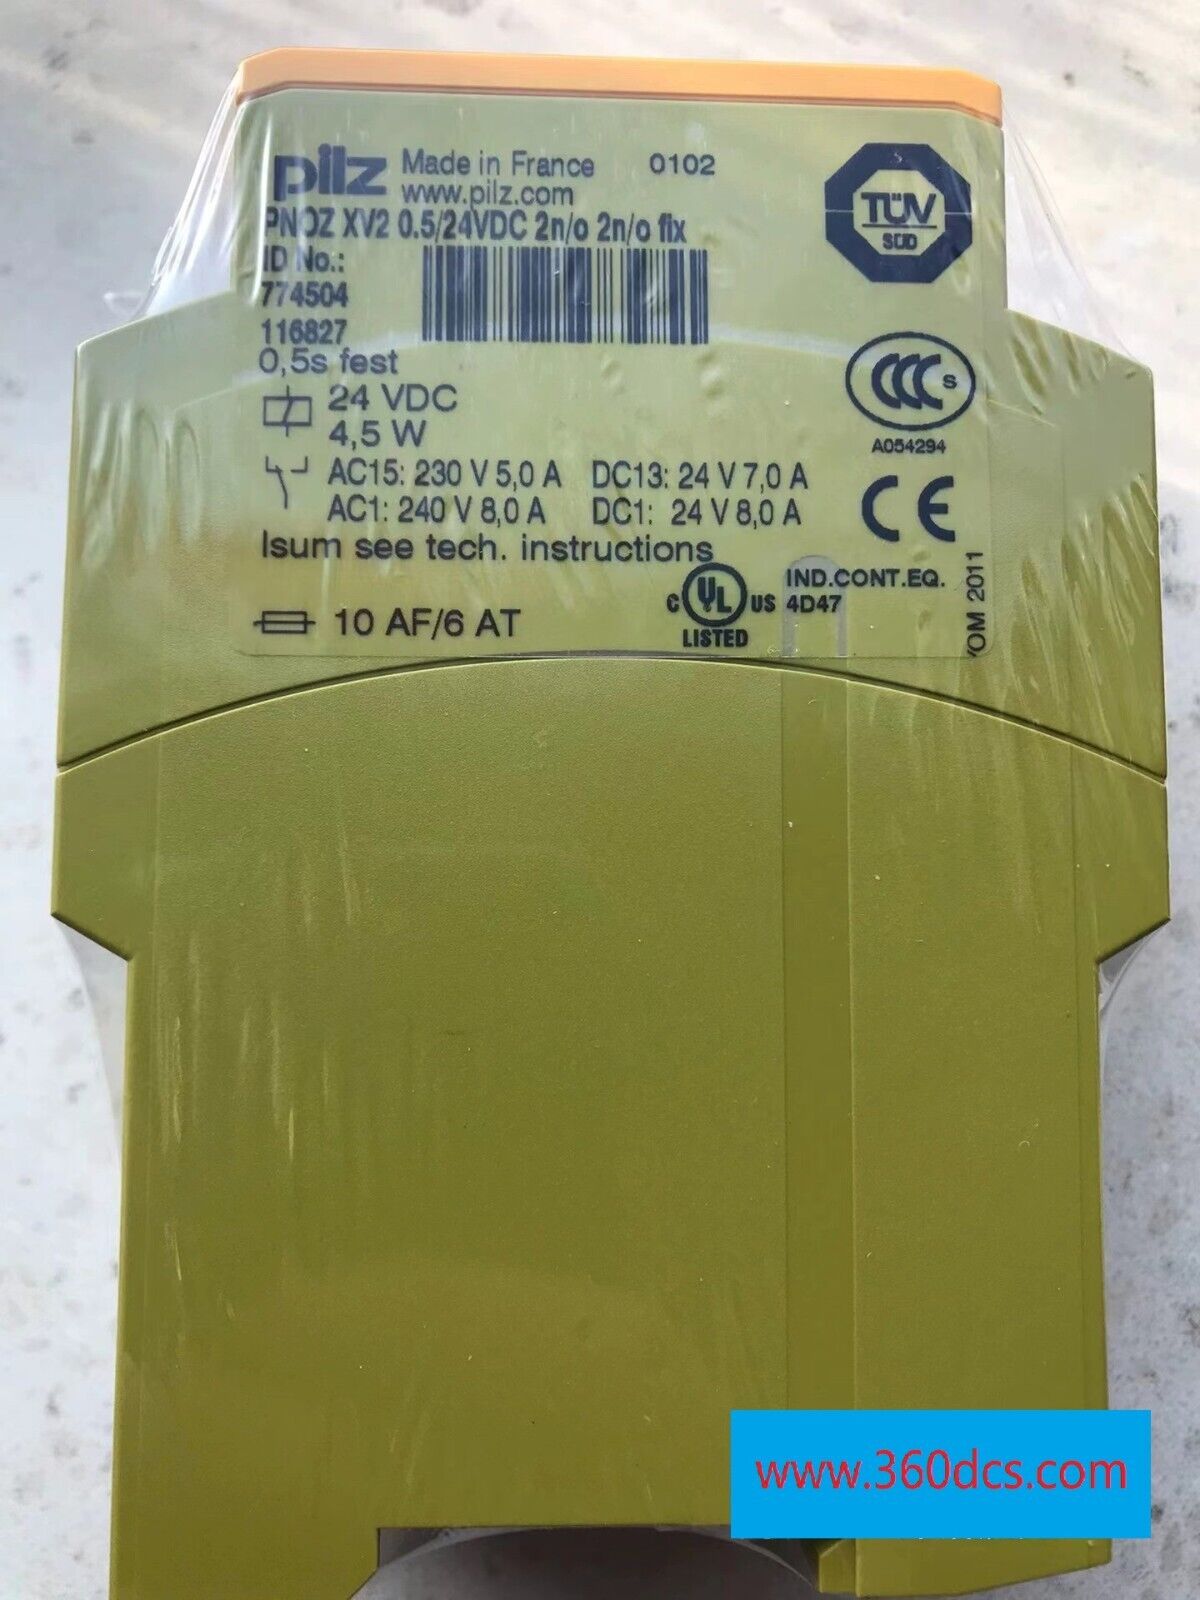 pilz Made in France 0102
www.pilz.com
PNOZ XV2 0.5/24VDC 2n/o 2n/o fix
ID No.:
774504
116827
0,5s fest
24 VDC
4,5 W
AC15: 230 V 5,0 A DC13: 24 V 7,0 A
AC1: 240 V 8,0 A DC1: 24 V 8,0 A
Isum see tech. instructions
10 AF/6 AT
TÜV
SÜD
CCC S
A054294
CE
C UL US
LISTED
IND.CONT.EQ.
4D47
YOM 2011
www.360dcs.com